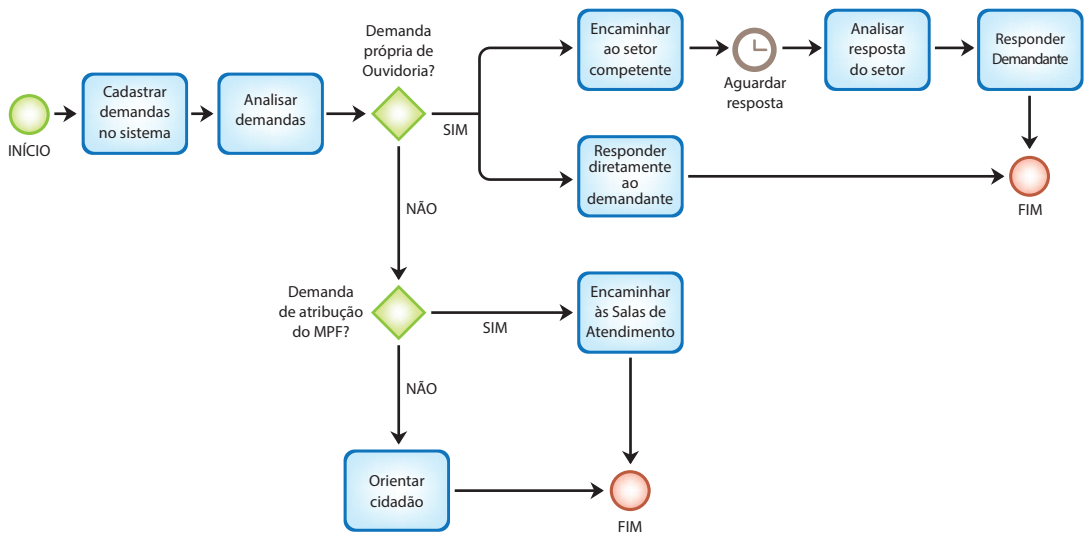 INÍCIO
Cadastrar
demandas
no sistema
Analisar
demandas
Demanda
própria de
Ouvidoria?
SIM
Encaminhar
ao setor
competente
Aguardar
resposta
Analisar
resposta
do setor
Responder
Demandante
Responder
diretamente
ao
demandante
FIM
NÃO
Demanda
de atribuição
do MPF?
SIM
Encaminhar
às Salas de
Atendimento
NÃO
Orientar
cidadão
FIM